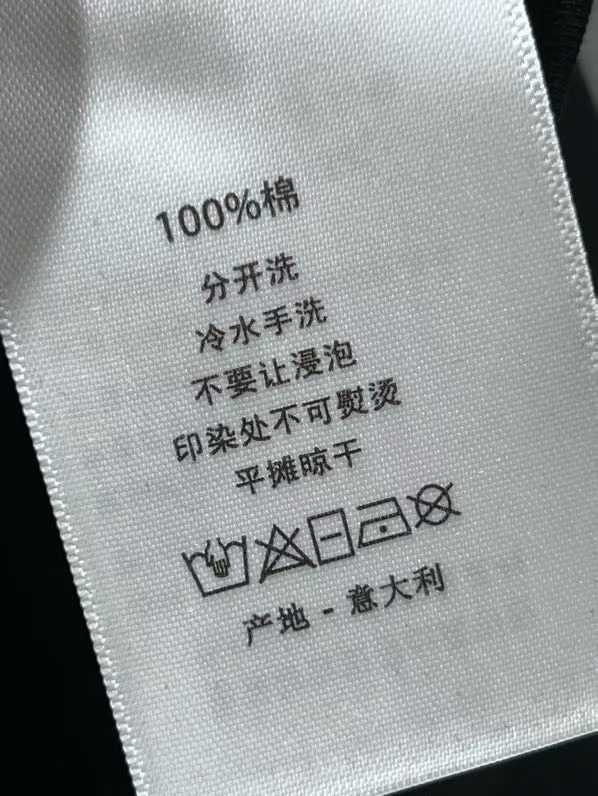 100%棉
分开洗
冷水手洗
不要让浸泡
印染处不可熨烫
平摊晾干
产地 - 意大利